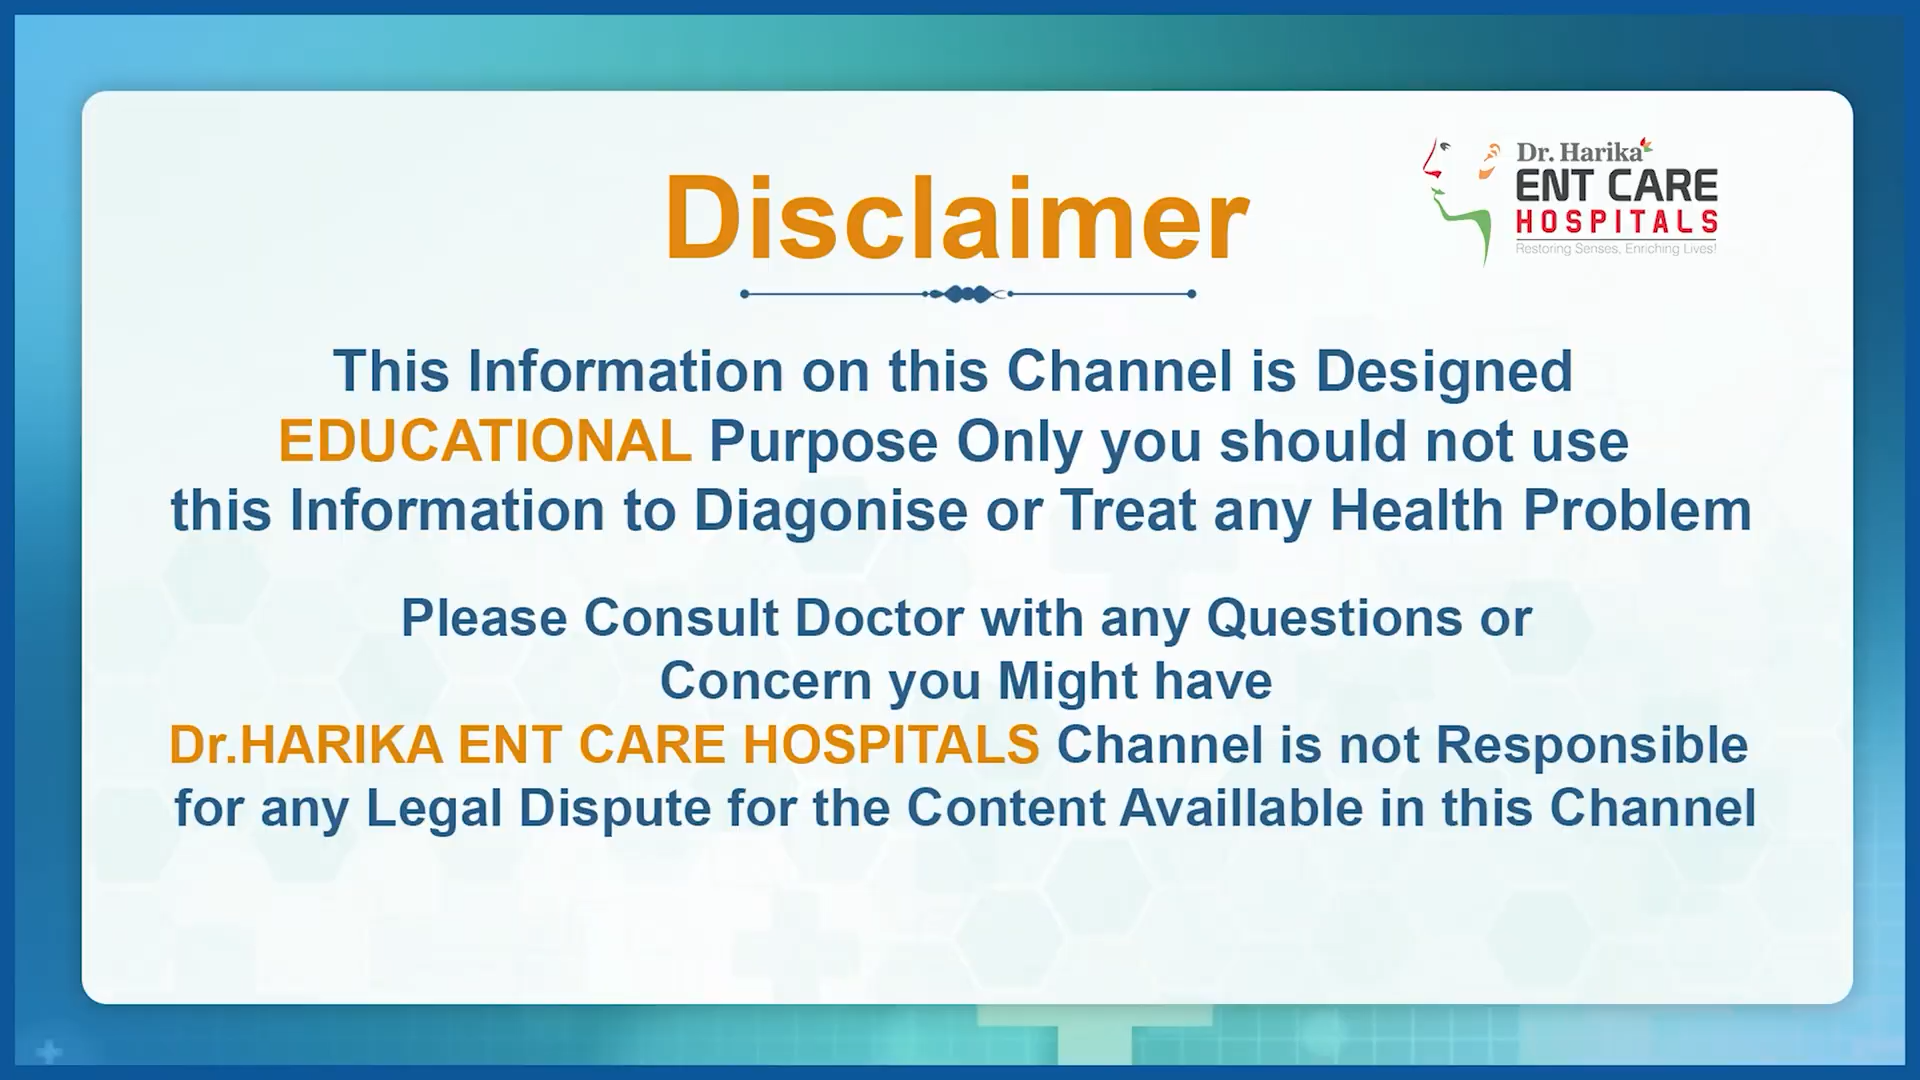 Disclaimer
Dr. Harika
ENT CARE
HOSPITALS
Restoring Senses, Enriching Lives!
This Information on this Channel is Designed
EDUCATIONAL Purpose Only you should not use
this Information to Diagonise or Treat any Health Problem
Please Consult Doctor with any Questions or
Concern you Might have
Dr.HARIKA ENT CARE HOSPITALS Channel is not Responsible
for any Legal Dispute for the Content Availlable in this Channel